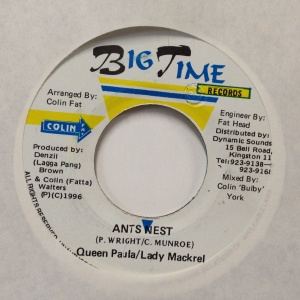 BIG TIME
RECORDS
Arranged By:
Colin Fat
COLIN
Produced by:
Denzil
(Lagga Pang)
Brown
& Colin (Fatta)
Walters
(P)(C)1996
ALL RIGHTS
Engineer By:
Fat Head
Distributed by:
Dynamic Sounds
15 Bell Road,
Kingston 11
Tel:923-9138—
923-9168
Mixed By:
Colin 'Bulby'
York
ANTS NEST
(P. WRIGHT/C. MUNROE)
Queen Paula/Lady Mackrel